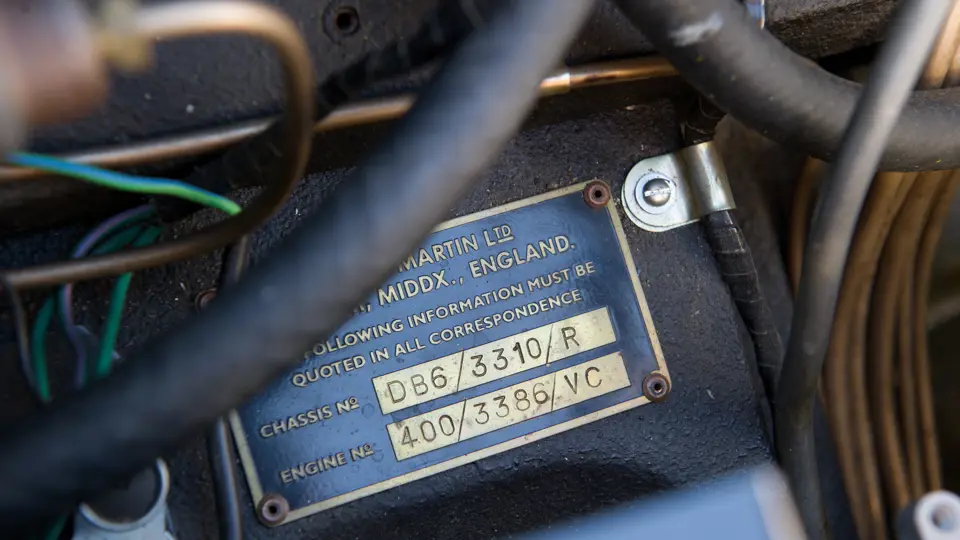 MARTIN LTD
MIDDX., ENGLAND.
FOLLOWING INFORMATION MUST BE
QUOTED IN ALL CORRESPONDENCE
CHASSIS No DB6/3310/R
ENGINE No 400/3386/VC